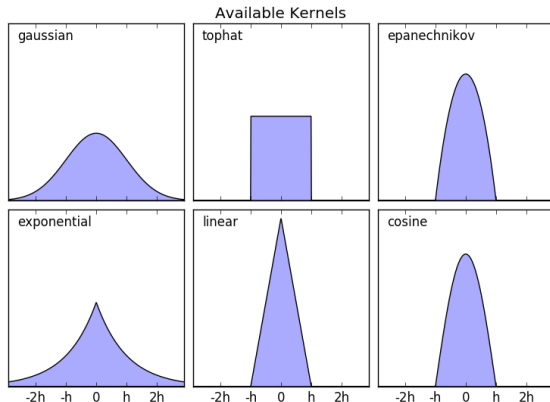 Available Kernels
gaussian
tophat
epanechnikov
exponential
linear
cosine
-2h -h 0 h 2h
-2h -h 0 h 2h
-2h -h 0 h 2h